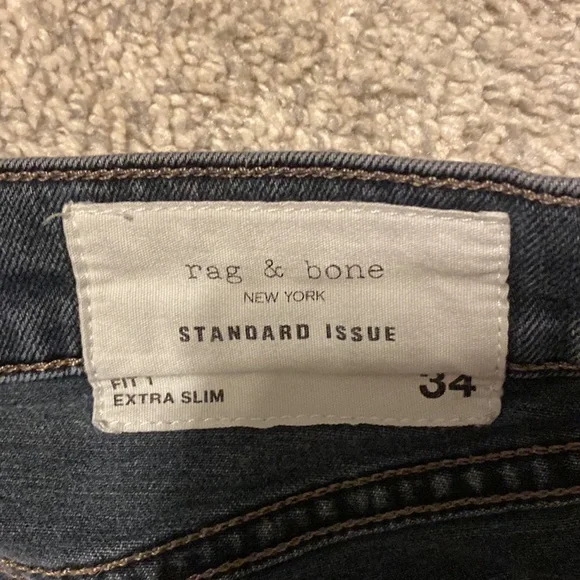 rag & bone
NEW YORK
STANDARD ISSUE
FIT 1
EXTRA SLIM
34